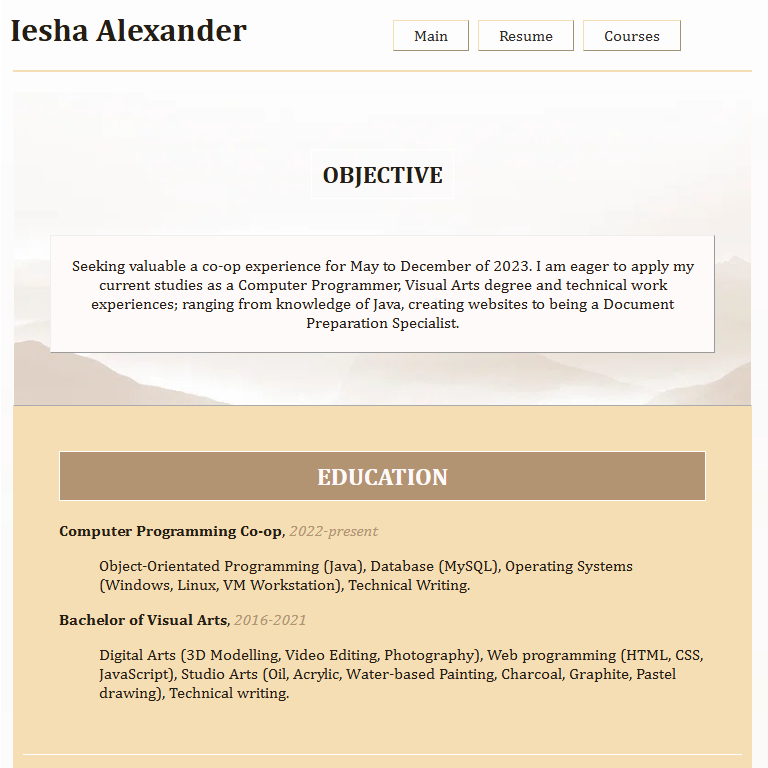 Iesha Alexander
Main
Resume
Courses
OBJECTIVE
Seeking valuable a co-op experience for May to December of 2023. I am eager to apply my
current studies as a Computer Programmer, Visual Arts degree and technical work
experiences; ranging from knowledge of Java, creating websites to being a Document
Preparation Specialist.
EDUCATION
Computer Programming Co-op, 2022-present
Object-Orientated Programming (Java), Database (MySQL), Operating Systems
(Windows, Linux, VM Workstation), Technical Writing.
Bachelor of Visual Arts, 2016-2021
Digital Arts (3D Modelling, Video Editing, Photography), Web programming (HTML, CSS,
JavaScript), Studio Arts (Oil, Acrylic, Water-based Painting, Charcoal, Graphite, Pastel
drawing), Technical writing.